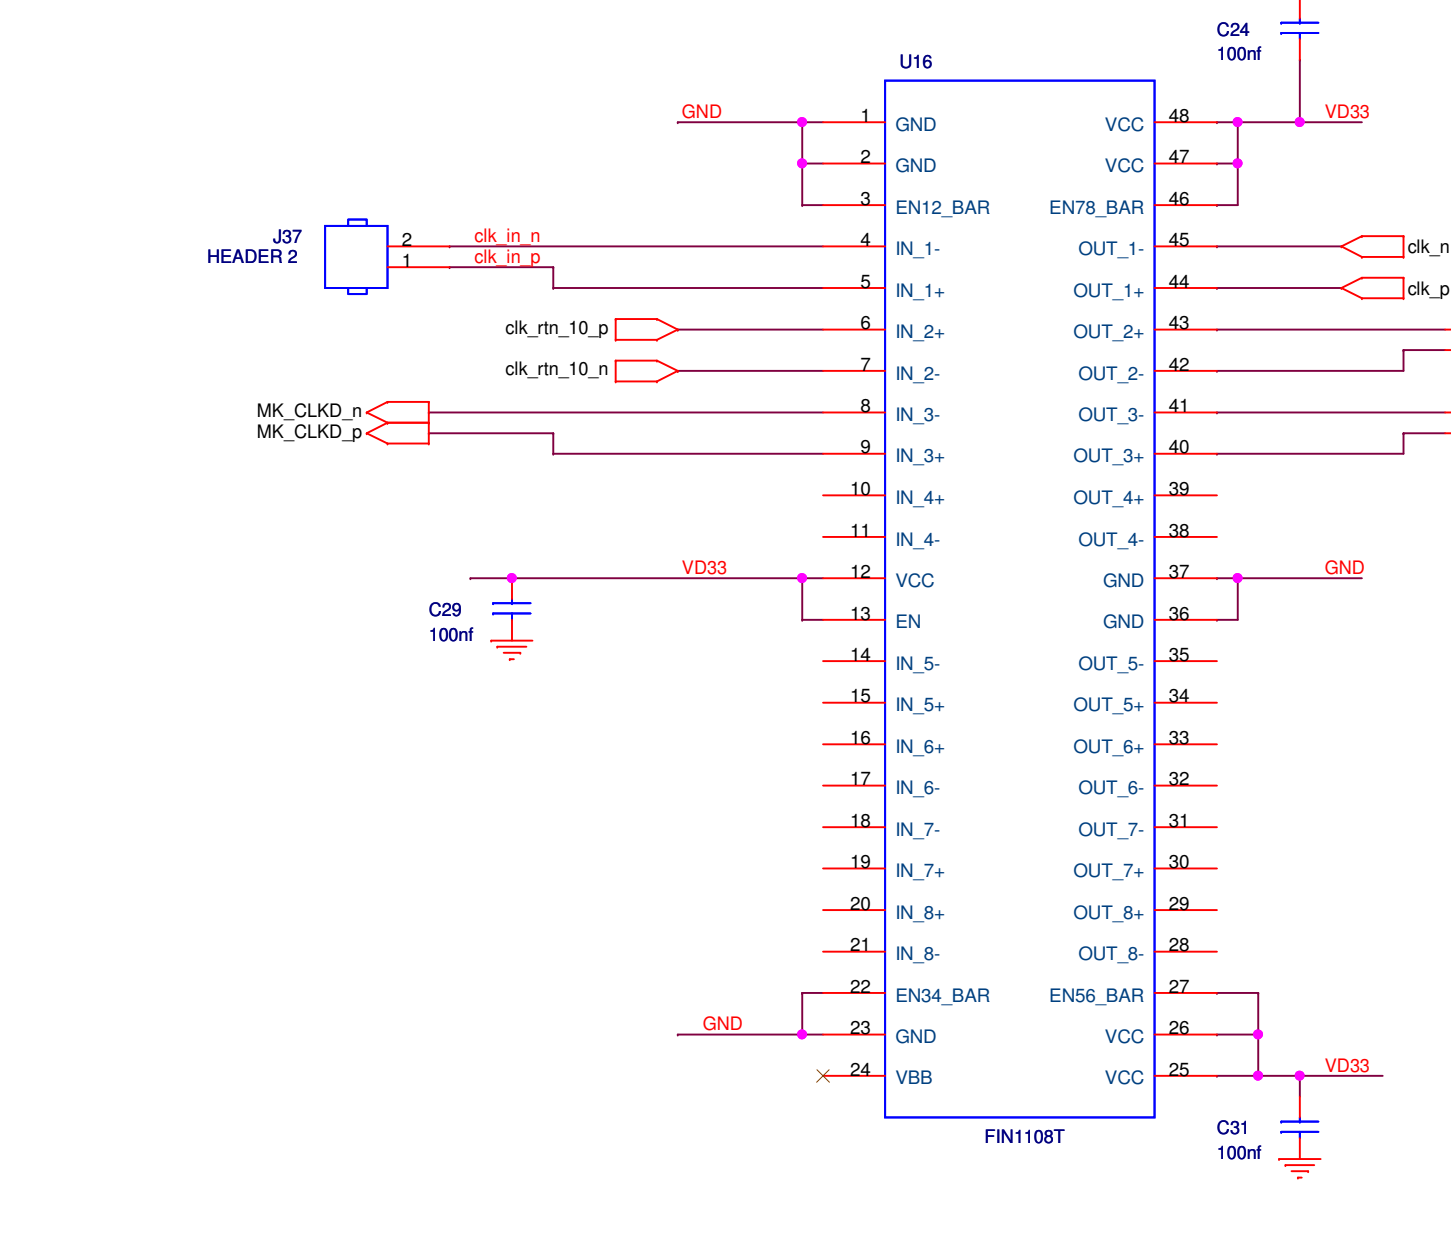 C24
100nf
U16
GND
1
GND
VCC
48
VD33
2
GND
VCC
47
3
EN12_BAR
EN78_BAR
46
J37
HEADER 2
2
clk_in_n
4
IN_1-
OUT_1-
45
clk_n
1
clk_in_p
5
IN_1+
OUT_1+
44
clk_p
clk_rtn_10_p
6
IN_2+
OUT_2+
43
clk_rtn_10_n
7
IN_2-
OUT_2-
42
MK_CLKD_n
8
IN_3-
OUT_3-
41
MK_CLKD_p
9
IN_3+
OUT_3+
40
10
IN_4+
OUT_4+
39
11
IN_4-
OUT_4-
38
VD33
12
VCC
GND
37
GND
C29
100nf
13
EN
GND
36
14
IN_5-
OUT_5-
35
15
IN_5+
OUT_5+
34
16
IN_6+
OUT_6+
33
17
IN_6-
OUT_6-
32
18
IN_7-
OUT_7-
31
19
IN_7+
OUT_7+
30
20
IN_8+
OUT_8+
29
21
IN_8-
OUT_8-
28
22
EN34_BAR
EN56_BAR
27
GND
23
GND
VCC
26
24
VBB
VCC
25
VD33
C31
100nf
FIN1108T